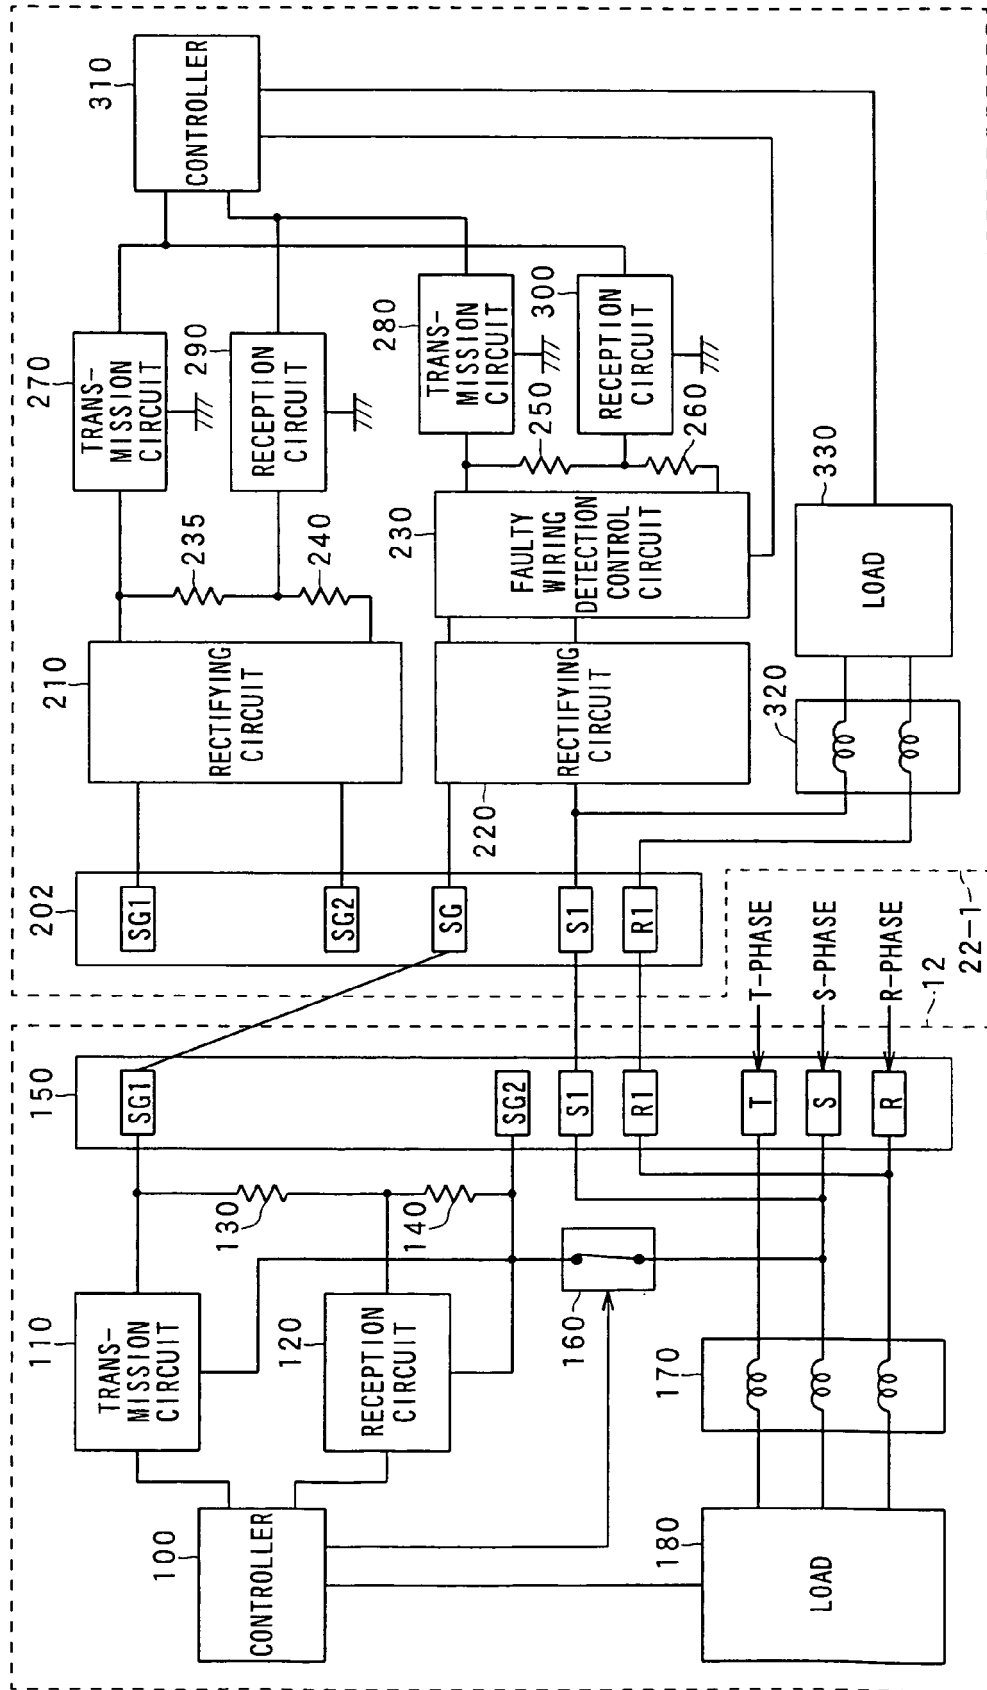 310
CONTROLLER
270
TRANS-
MISSION
CIRCUIT
290
RECEPTION
CIRCUIT
280
TRANS-
MISSION
CIRCUIT
300
RECEPTION
CIRCUIT
235
240
250
260
210
RECTIFYING
CIRCUIT
220
RECTIFYING
CIRCUIT
230
FAULTY
WIRING
DETECTION
CONTROL
CIRCUIT
330
LOAD
320
202
SG1
SG2
SG
S1
R1
22-1
12
T-PHASE
S-PHASE
R-PHASE
150
SG1
SG2
S1
R1
T
S
R
130
140
110
TRANS-
MISSION
CIRCUIT
120
RECEPTION
CIRCUIT
160
170
100
CONTROLLER
180
LOAD